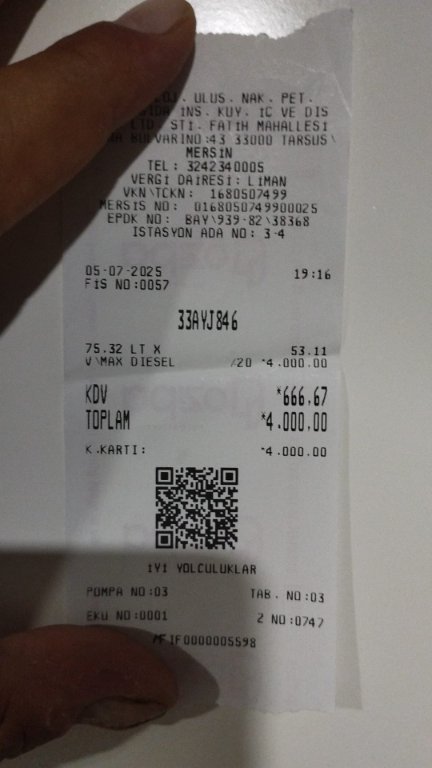 ULUS. NAK. PET.
INS. KUY. IC VE DIS
LTD. STI. FATIH MAHALLESI
BULVARINO:43 33000 TARSUS\
MERSIN
TEL: 3242340005
VERGI DAIRESI: LIMAN
VKN\TCKN: 1680507499
MERSIS NO: 0168050749900025
EPDK NO: BAY\939-82\38368
ISTASYON ADA NO: 3-4
05-07-2025 19:16
FIS NO:0057
33AYJ846
75.32 LT X 53.11
V\MAX DIESEL /20 *4.000.00
KDV *666,67
TOPLAM *4.000,00
K.KARTI: *4.000.00
IYI YOLCULUKLAR
POMPA NO:03 TAB. NO:03
EKU NO:0001 Z NO:0747
MF 1F0000005598